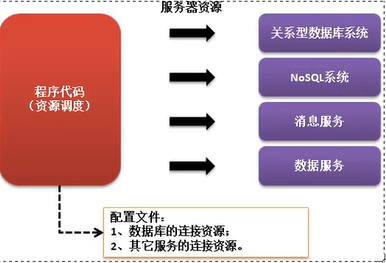 服务器资源
程序代码
(资源调度)
关系型数据库系统
NoSQL系统
消息服务
数据服务
配置文件:
1、数据库的连接资源;
2、其它服务的连接资源。